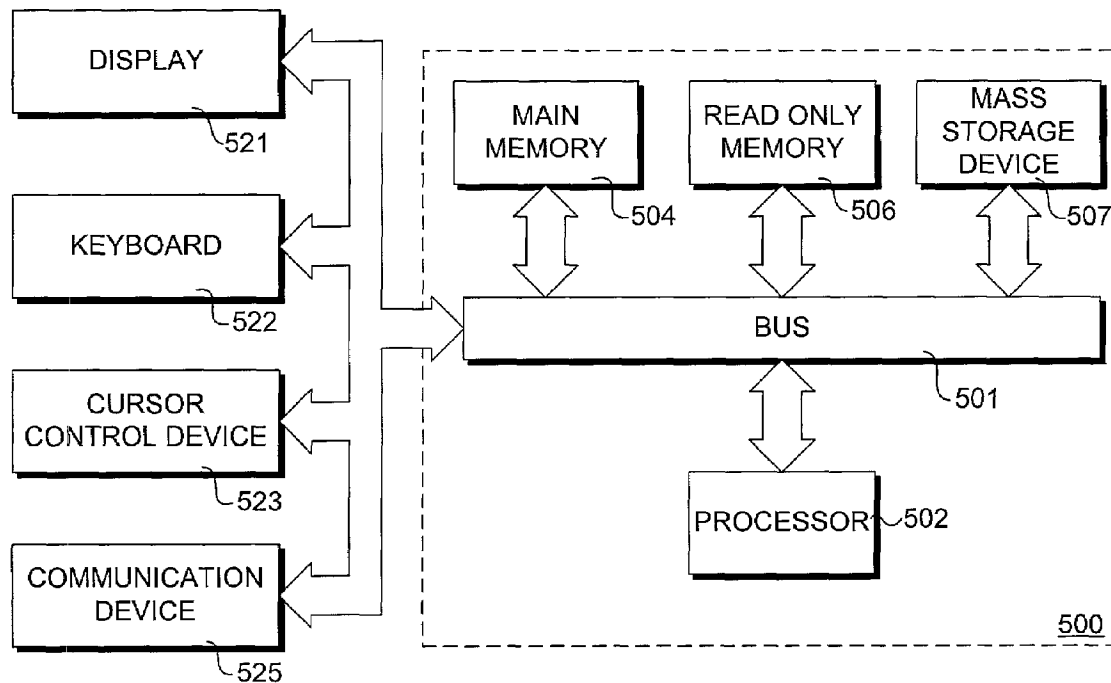 DISPLAY
521
KEYBOARD
522
CURSOR
CONTROL DEVICE
523
COMMUNICATION
DEVICE
525
MAIN
MEMORY
504
READ ONLY
MEMORY
506
MASS
STORAGE
DEVICE
507
BUS
501
PROCESSOR
502
500